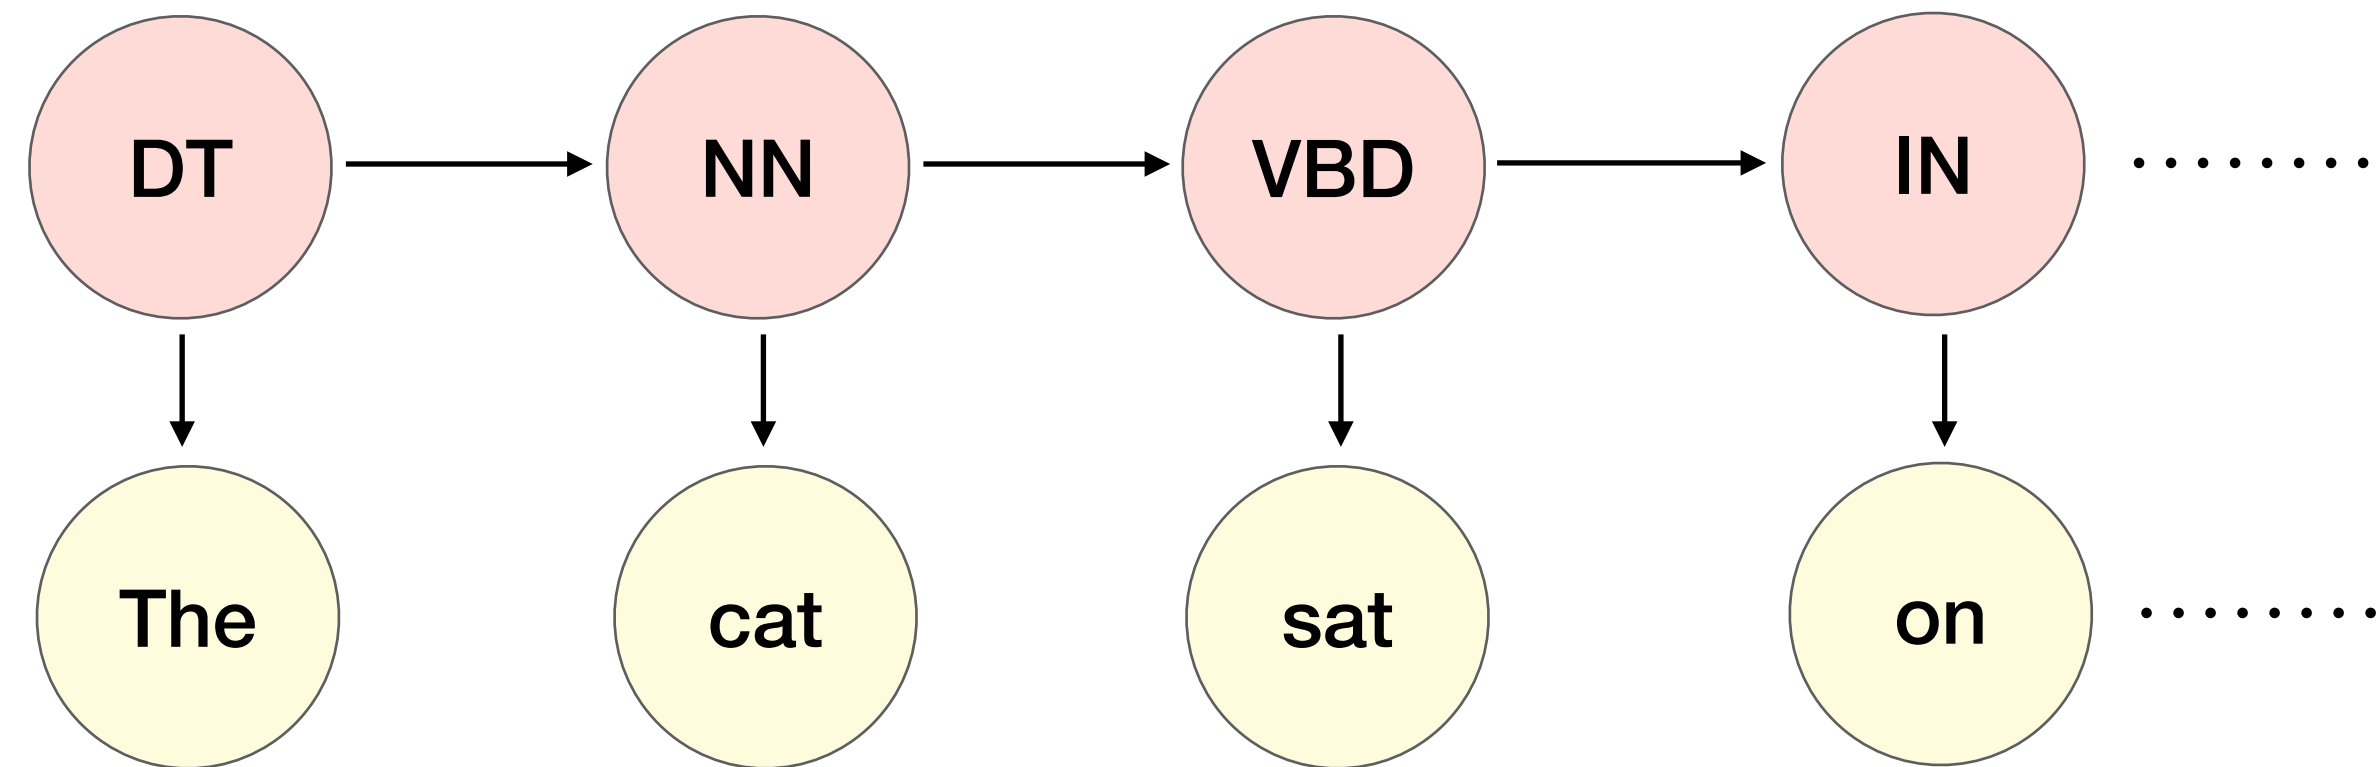 DT NN VBD IN
The cat sat on